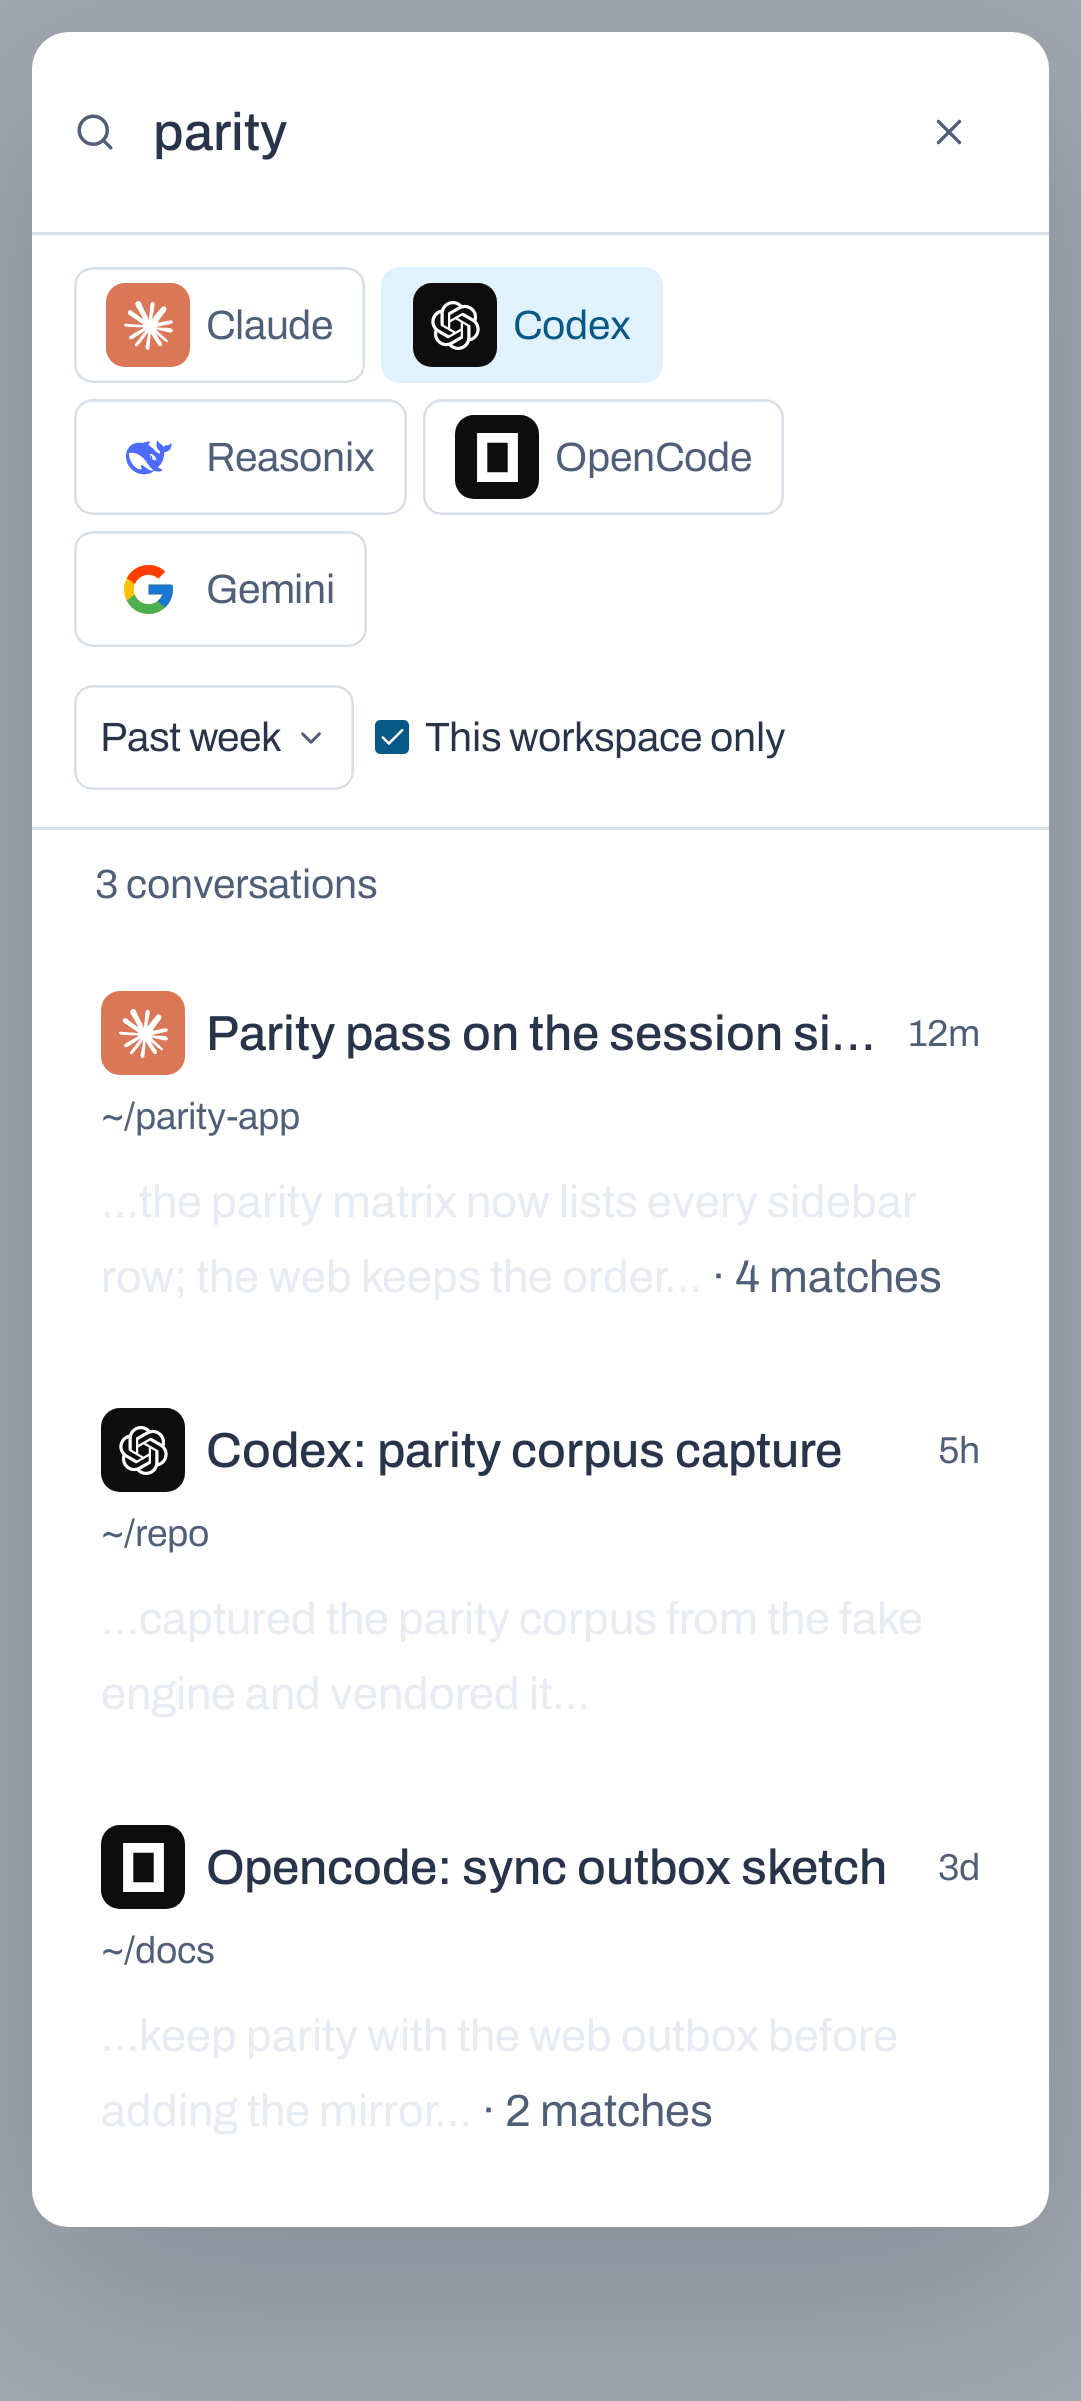 parity
Claude
Codex
Reasonix
OpenCode
Gemini
Past week
This workspace only
3 conversations
Parity pass on the session si... 12m
~/parity-app
...the parity matrix now lists every sidebar
row; the web keeps the order... · 4 matches
Codex: parity corpus capture 5h
~/repo
...captured the parity corpus from the fake
engine and vendored it...
Opencode: sync outbox sketch 3d
~/docs
...keep parity with the web outbox before
adding the mirror... · 2 matches